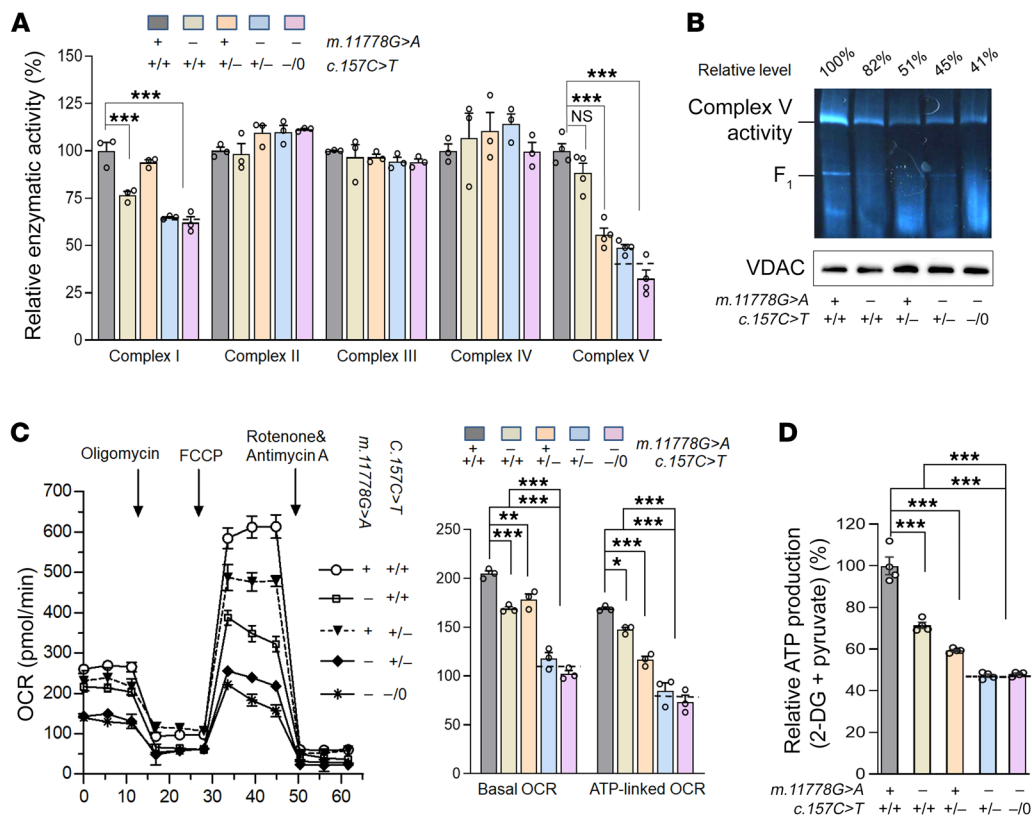 A
+ – + – – m.11778G>A
+/+ +/+ +/– +/– –/0 c.157C>T
Relative enzymatic activity (%)
150
125
100
75
50
25
0
***
***
***
***
NS
Complex I Complex II Complex III Complex IV Complex V
B
Relative level 100% 82% 51% 45% 41%
Complex V
activity
F1
VDAC
m.11778G>A + – + – –
c.157C>T +/+ +/+ +/– +/– –/0
C
Oligomycin FCCP Rotenone&
Antimycin A
m.11778G>A C.157C>T
OCR (pmol/min)
700
600
500
400
300
200
100
0
0 10 20 30 40 50 60
+ +/+
– +/+
+ +/–
– +/–
– –/0
+ – + – – m.11778G>A
+/+ +/+ +/– +/– –/0 c.157C>T
250
200
150
100
50
0
***
***
**
***
***
***
***
*
Basal OCR ATP-linked OCR
D
Relative ATP production
(2-DG + pyruvate) (%)
120
100
80
60
40
20
0
***
***
***
***
m.11778G>A + – + – –
c.157C>T +/+ +/+ +/– +/– –/0